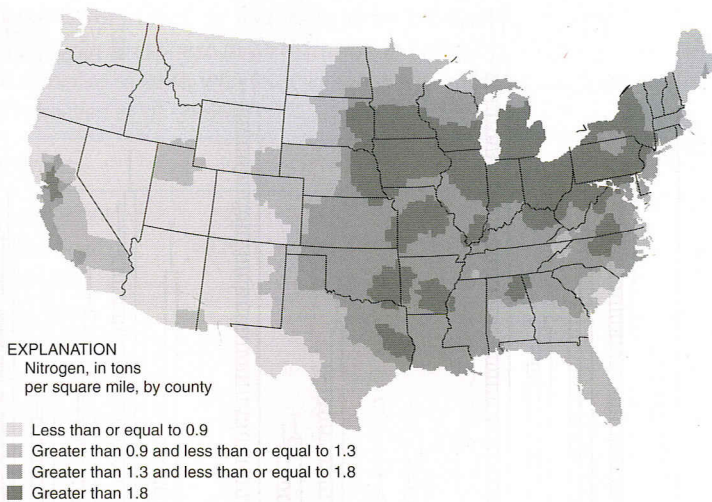 EXPLANATION
Nitrogen, in tons
per square mile, by county
Less than or equal to 0.9
Greater than 0.9 and less than or equal to 1.3
Greater than 1.3 and less than or equal to 1.8
Greater than 1.8